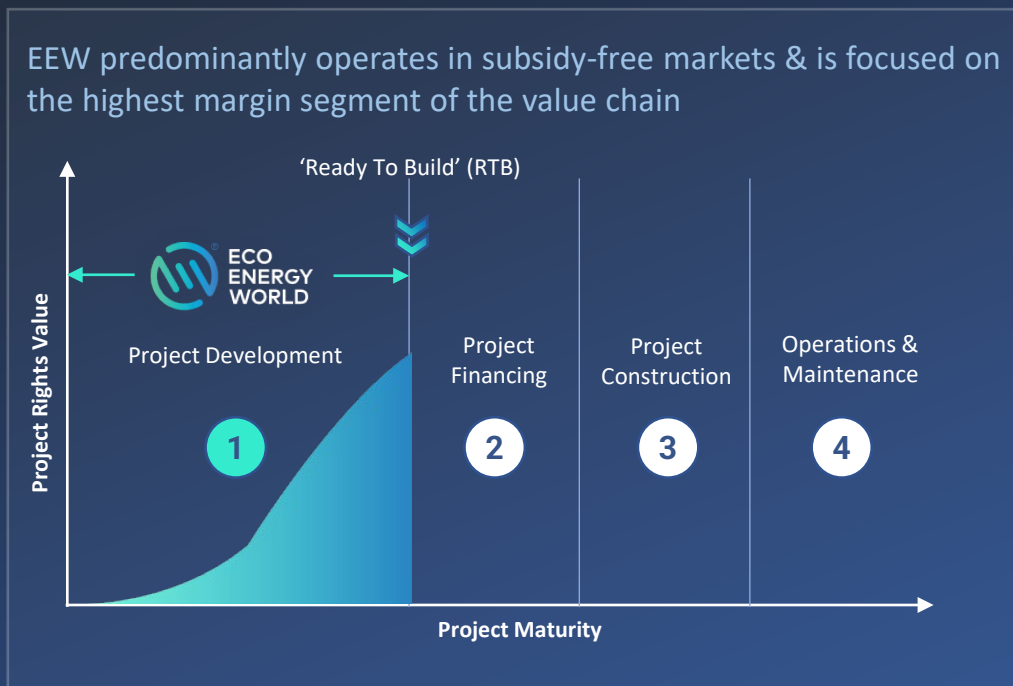 EEW predominantly operates in subsidy-free markets & is focused on
the highest margin segment of the value chain
‘Ready To Build’ (RTB)
ECO
ENERGY
WORLD
®
Project Rights Value
Project Development
Project
Financing
Project
Construction
Operations &
Maintenance
1
2
3
4
Project Maturity